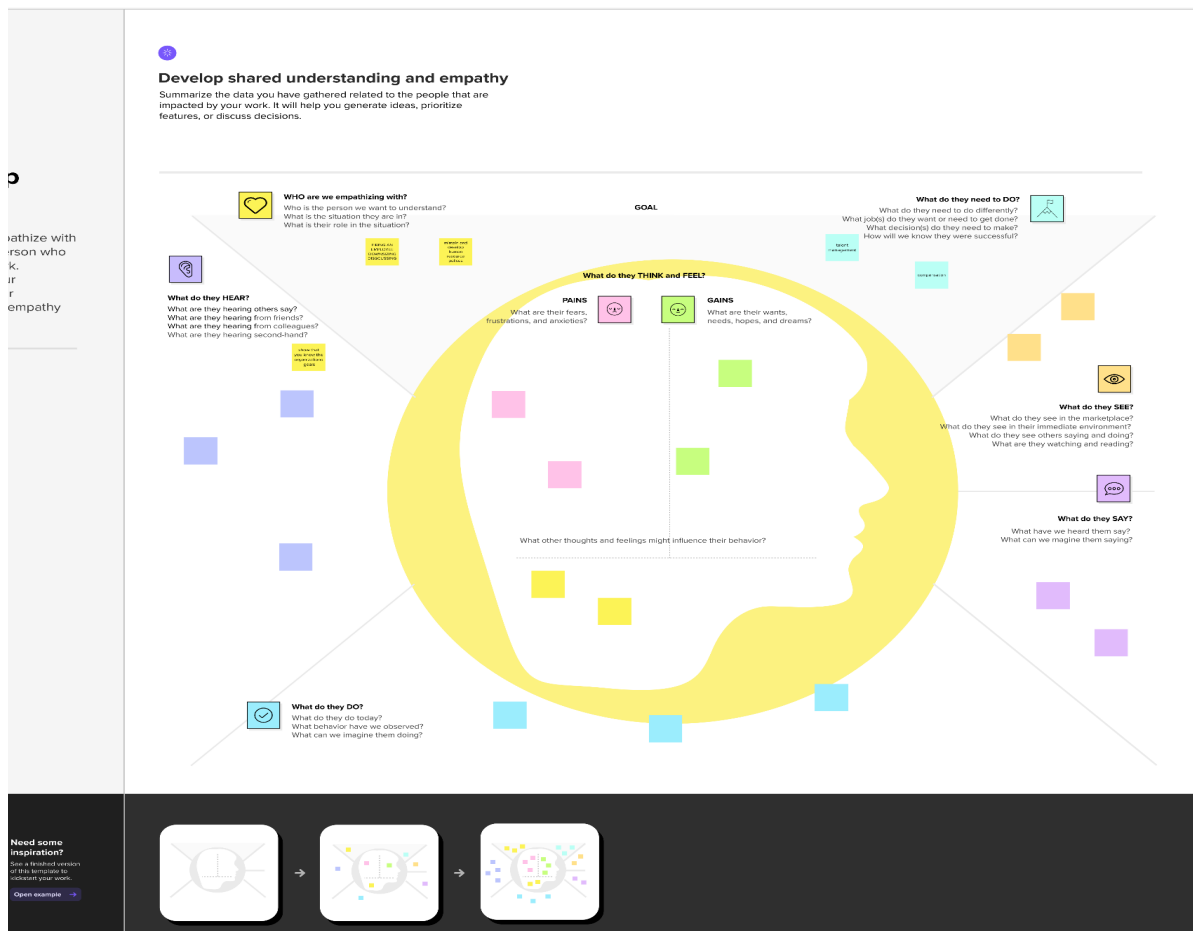 p
pathize with
erson who
k.
ur
r
empathy
Develop shared understanding and empathy
Summarize the data you have gathered related to the people that are
impacted by your work. It will help you generate ideas, prioritize
features, or discuss decisions.
WHO are we empathizing with?
Who is the person we want to understand?
What is the situation they are in?
What is their role in the situation?
GOAL
What do they need to DO?
What do they need to do differently?
What job(s) do they want or need to get done?
What decision(s) do they need to make?
How will we know they were successful?
talent
management
compensation
What do they HEAR?
What are they hearing others say?
What are they hearing from friends?
What are they hearing from colleagues?
What are they hearing second-hand?
show that
you know the
organizations
goals
What do they THINK and FEEL?
PAINS
What are their fears,
frustrations, and anxieties?
GAINS
What are their wants,
needs, hopes, and dreams?
What do they SEE?
What do they see in the marketplace?
What do they see in their immediate environment?
What do they see others saying and doing?
What are they watching and reading?
What do they SAY?
What have we heard them say?
What can we magine them saying?
What other thoughts and feelings might influence their behavior?
What do they DO?
What do they do today?
What behavior have we observed?
What can we imagine them doing?
Need some
inspiration?
See a finished version
of this template to
kickstart your work.
Open example